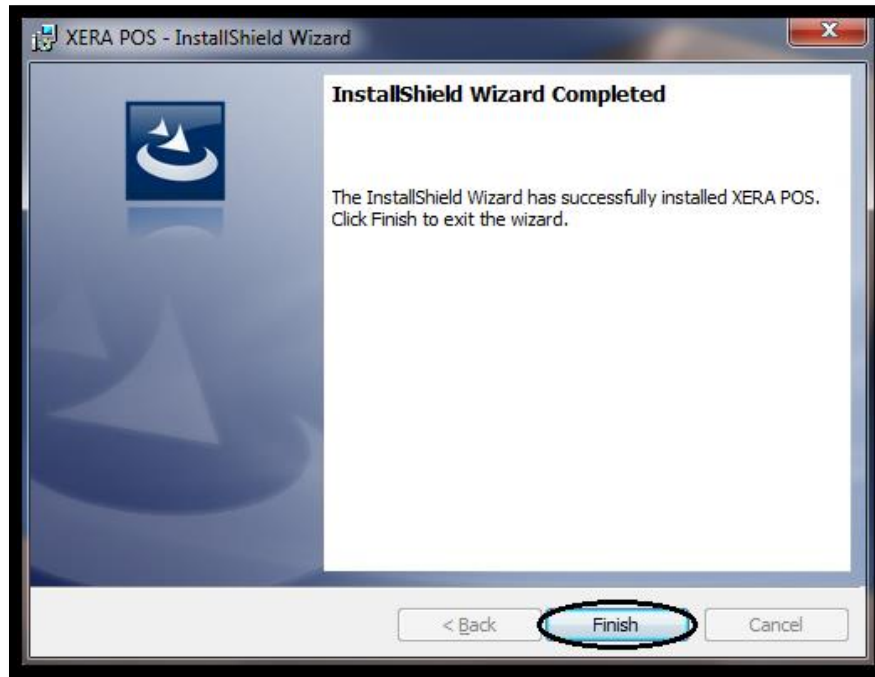 XERA POS - InstallShield Wizard
InstallShield Wizard Completed
The InstallShield Wizard has successfully installed XERA POS.
Click Finish to exit the wizard.
< Back
Finish
Cancel